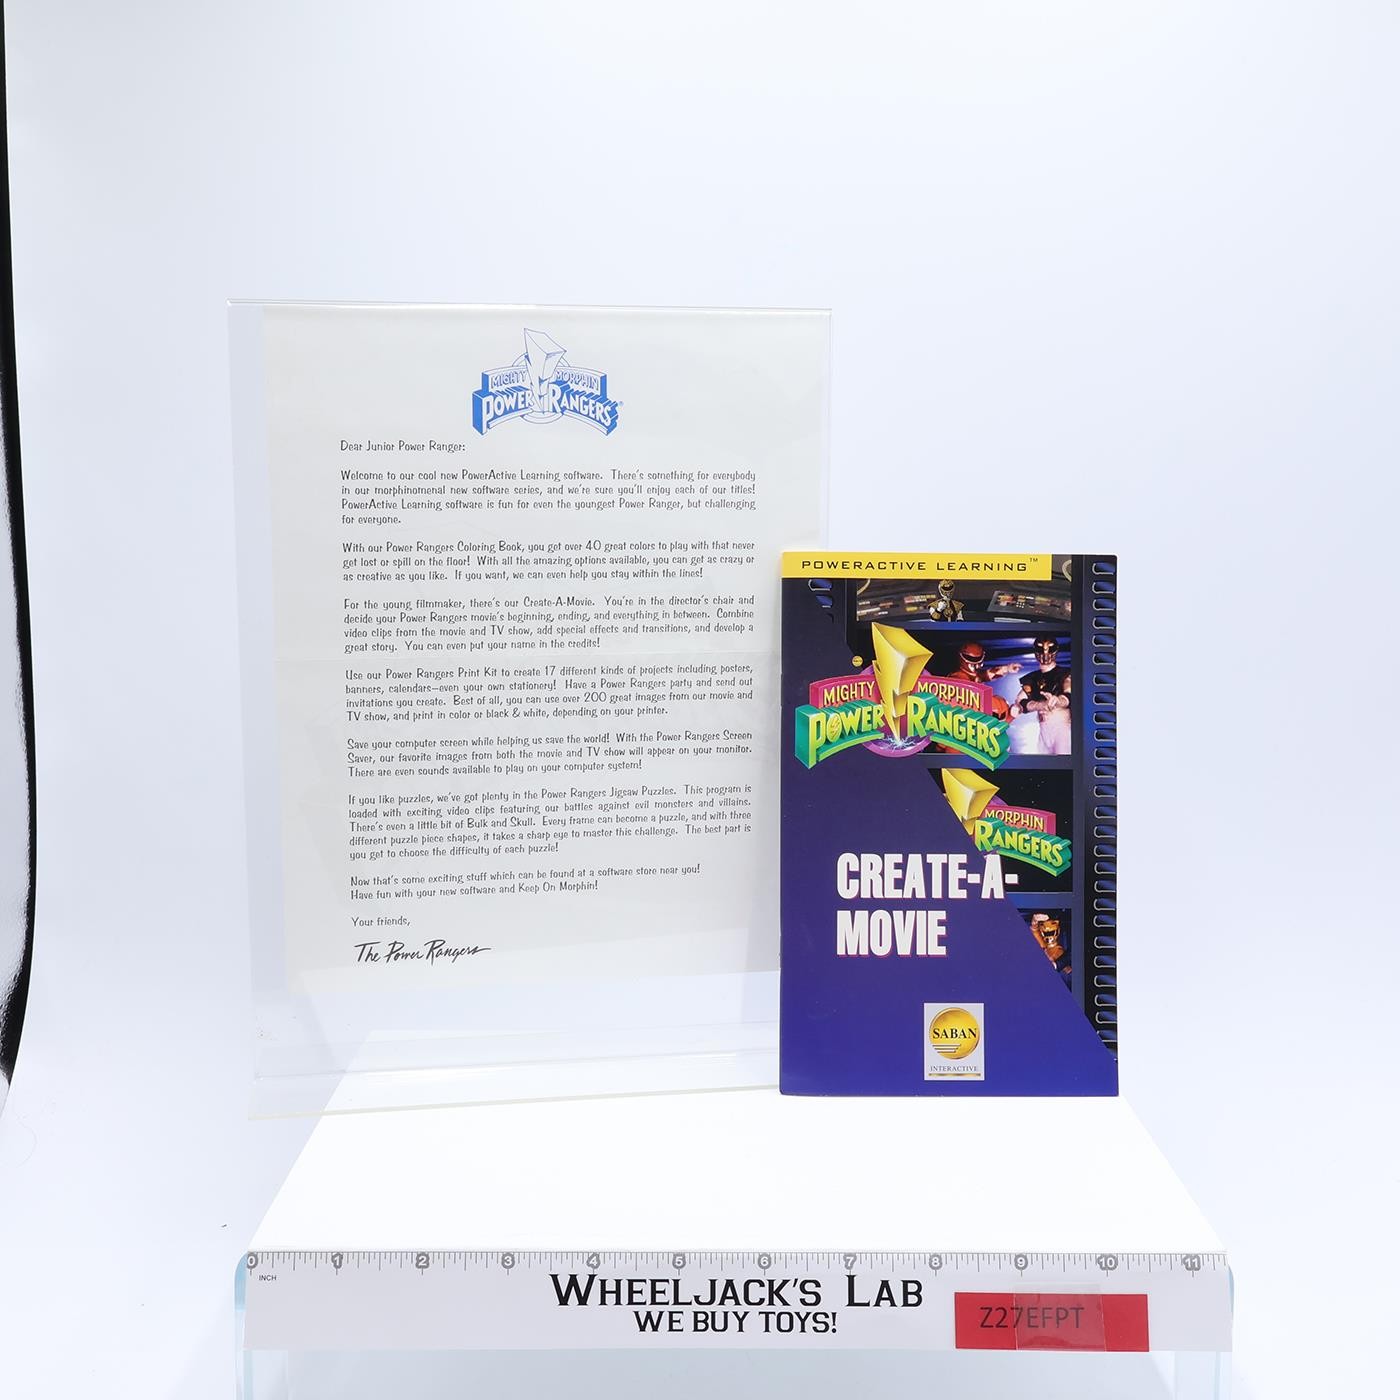 MIGHTY MORPHIN
POWER RANGERS®
Dear Junior Power Ranger:
Welcome to our cool new PowerActive Learning software. There's something for everybody
in our morphinomenal new software series, and we're sure you'll enjoy each of our titles!
PowerActive Learning software is fun for even the youngest Power Ranger, but challenging
for everyone.
With our Power Rangers Coloring Book, you get over 40 great colors to play with that never
get lost or spill on the floor! With all the amazing options available, you can get as crazy or
as creative as you like. If you want, we can even help you stay within the lines!
For the young filmmaker, there's our Create-A-Movie. You're in the director's chair and
decide your Power Rangers movie's beginning, ending, and everything in between. Combine
video clips from the movie and TV show, add special effects and transitions, and develop a
great story. You can even put your name in the credits!
Use our Power Rangers Print Kit to create 17 different kinds of projects including posters,
banners, calendars—even your own stationery! Have a Power Rangers party and send out
invitations you create. Best of all, you can use over 200 great images from our movie and
TV show, and print in color or black & white, depending on your printer.
Save your computer screen while helping us save the world! With the Power Rangers Screen
Saver, our favorite images from both the movie and TV show will appear on your monitor.
There are even sounds available to play on your computer system!
If you like puzzles, we've got plenty in the Power Rangers Jigsaw Puzzles. This program is
loaded with exciting video clips featuring our battles against evil monsters and villains.
There's even a little bit of Bulk and Skull. Every frame can become a puzzle, and with three
different puzzle piece shapes, it takes a sharp eye to master this challenge. The best part is
you get to choose the difficulty of each puzzle!
Now that's some exciting stuff which can be found at a software store near you!
Have fun with your new software and Keep On Morphin!
Your friends,
The Power Rangers
POWERACTIVE LEARNING™
MIGHTY MORPHIN
POWER RANGERS
MORPHIN
RANGERS
CREATE-A-
MOVIE
SABAN
INTERACTIVE
0 1 2 3 4 5 6 7 8 9 10 11
INCH
WHEELJACK'S LAB
WE BUY TOYS!
Z27EFPT